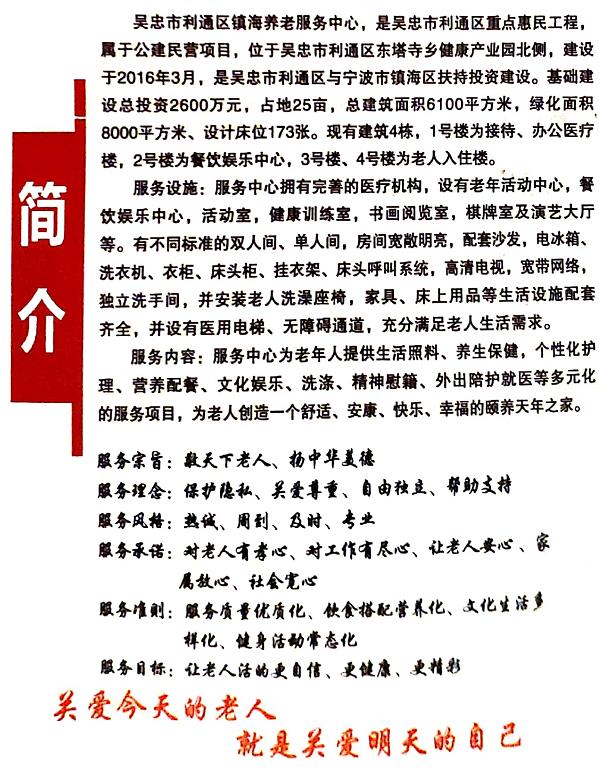 简介
吴忠市利通区镇海养老服务中心，是吴忠市利通区重点惠民工程，
属于公建民营项目，位于吴忠市利通区东塔寺乡健康产业园北侧，建设
于2016年3月，是吴忠市利通区与宁波市镇海区扶持投资建设。基础建
设总投资2600万元，占地25亩，总建筑面积6100平方米，绿化面积
8000平方米、设计床位173张。现有建筑4栋，1号楼为接待、办公医疗
楼，2号楼为餐饮娱乐中心，3号楼、4号楼为老人入住楼。
服务设施：服务中心拥有完善的医疗机构，设有老年活动中心，餐
饮娱乐中心，活动室，健康训练室，书画阅览室，棋牌室及演艺大厅
等。有不同标准的双人间、单人间，房间宽敞明亮，配套沙发，电冰箱、
洗衣机、衣柜、床头柜、挂衣架、床头呼叫系统，高清电视，宽带网络，
独立洗手间，并安装老人洗澡座椅，家具、床上用品等生活设施配套
齐全，并设有医用电梯、无障碍通道，充分满足老人生活需求。
服务内容：服务中心为老年人提供生活照料、养生保健，个性化护
理、营养配餐、文化娱乐、洗涤、精神慰籍、外出陪护就医等多元化
的服务项目，为老人创造一个舒适、安康、快乐、幸福的颐养天年之家。
服务宗旨：敬天下老人、扬中华美德
服务理念：保护隐私、关爱尊重、自由独立、帮助支持
服务风格：热诚、周到、及时、专业
服务承诺：对老人有孝心、对工作有尽心、让老人安心、家
属放心、社会宽心
服务准则：服务质量优质化、饮食搭配营养化、文化生活多
样化、健身活动常态化
服务目标：让老人活的更自信、更健康、更精彩
关爱今天的老人
就是关爱明天的自己